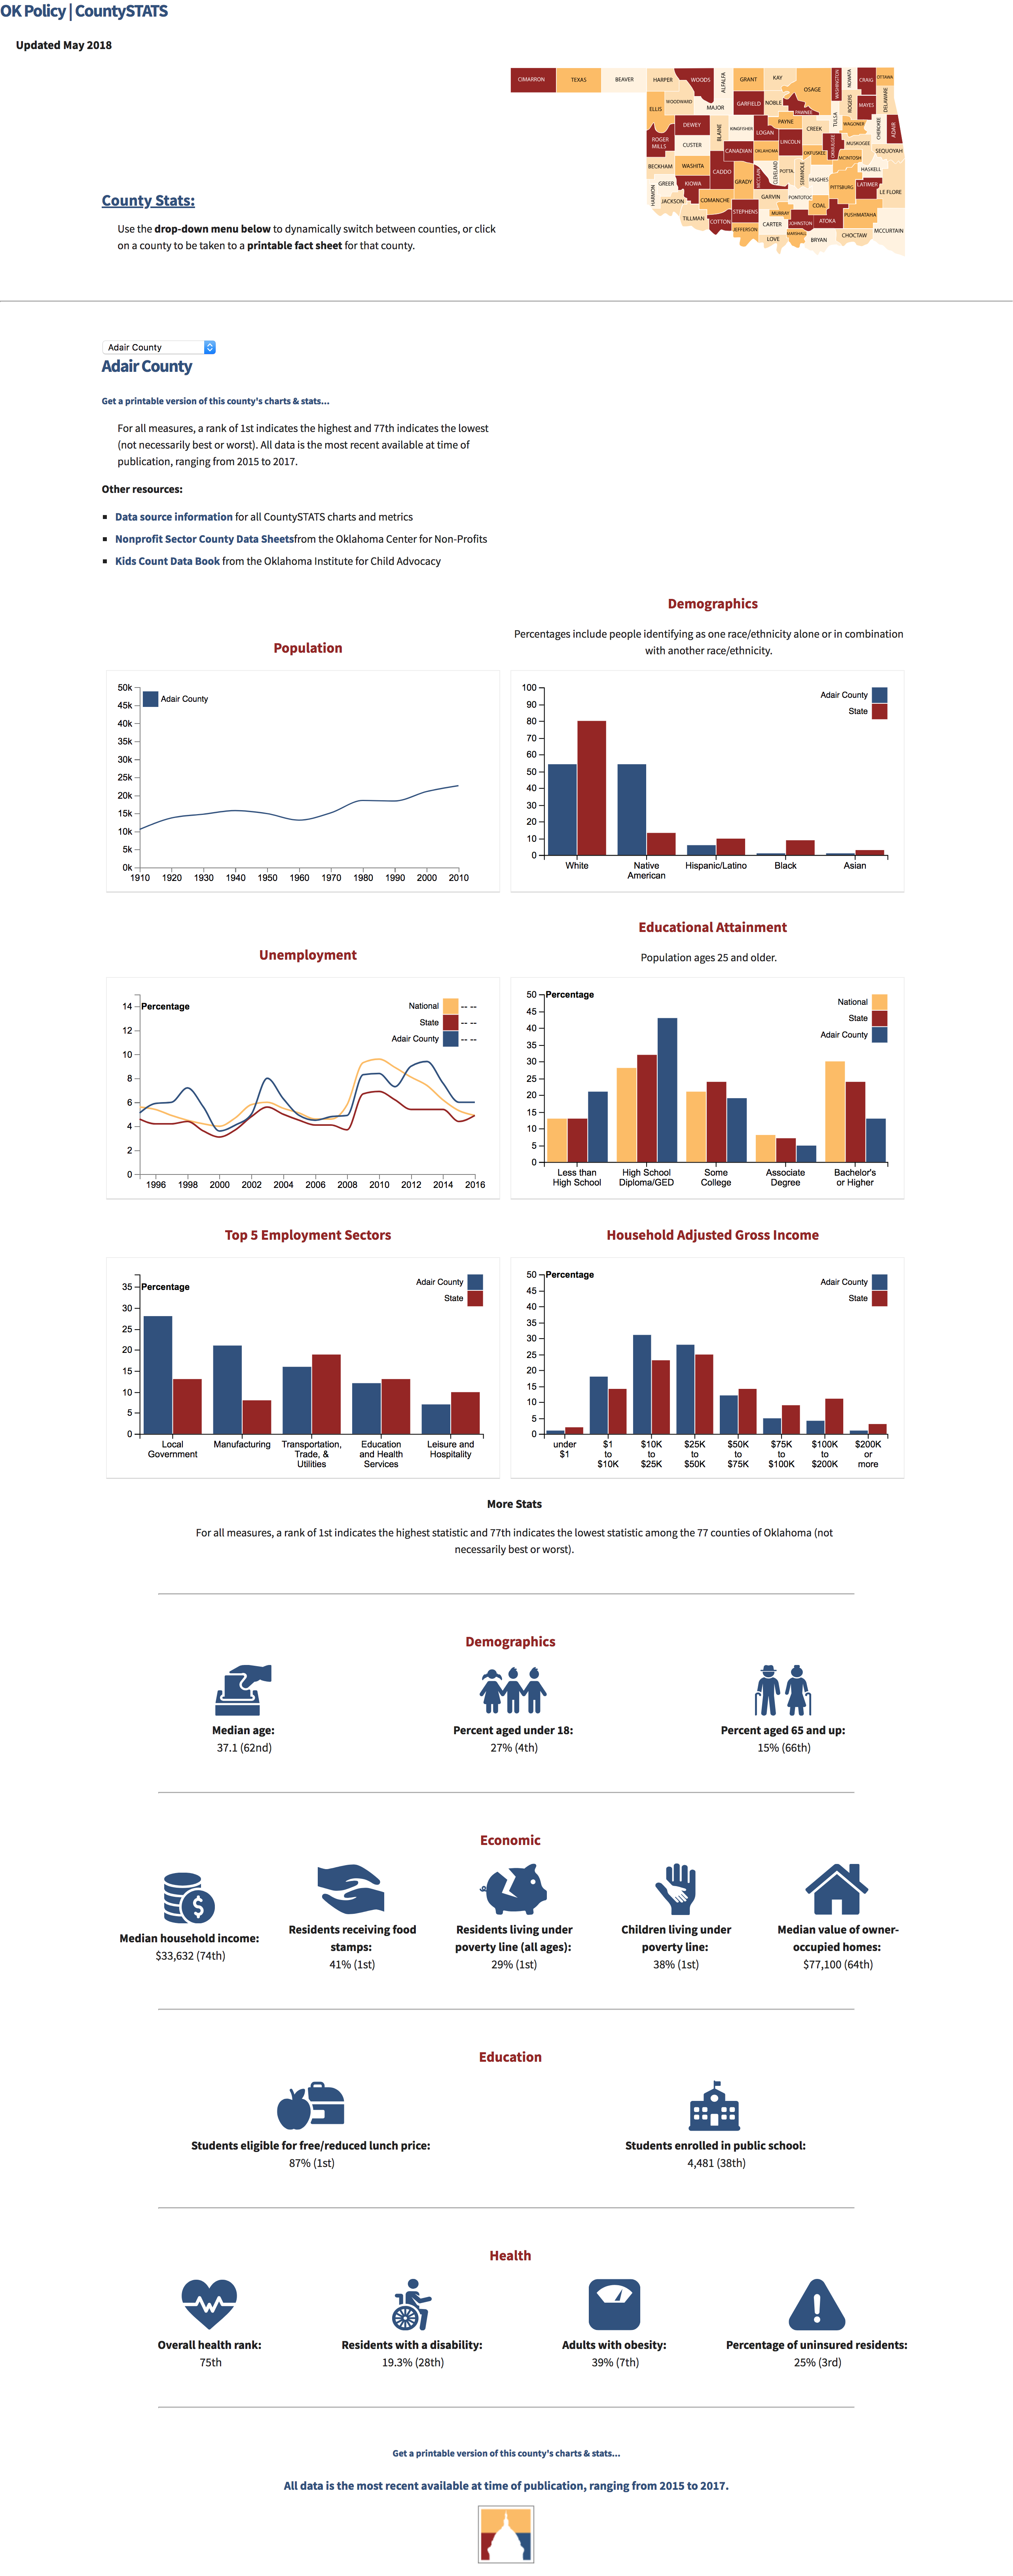 OK Policy | CountySTATS
Updated May 2018
CIMARRON
TEXAS
BEAVER
HARPER
WOODS
ALFALFA
GRANT
KAY
OSAGE
WASHINGTON
NOWATA
CRAIG
OTTAWA
ELLIS
WOODWARD
MAJOR
GARFIELD
NOBLE
PAWNEE
TULSA
ROGERS
MAYES
DELAWARE
ROGER
MILLS
DEWEY
CUSTER
BLAINE
KINGFISHER
LOGAN
PAYNE
LINCOLN
CREEK
OKMULGEE
WAGONER
MUSKOGEE
CHEROKEE
ADAIR
BECKHAM
WASHITA
CADDO
CANADIAN
OKLAHOMA
OKFUSKEE
MCINTOSH
SEQUOYAH
HARMON
GREER
KIOWA
GRADY
MCCLAIN
CLEVELAND
POTTA
SEMINOLE
HUGHES
PITTSBURG
HASKELL
LATIMER
LE FLORE
JACKSON
COMANCHE
STEPHENS
GARVIN
PONTOTOC
COAL
TILLMAN
COTTON
JEFFERSON
MURRAY
CARTER
JOHNSTON
ATOKA
PUSHMATAHA
LOVE
MARSHALL
BRYAN
CHOCTAW
MCCURTAIN
County Stats:
Use the drop-down menu below to dynamically switch between counties, or click
on a county to be taken to a printable fact sheet for that county.
Adair County
Adair County
Get a printable version of this county's charts & stats...
For all measures, a rank of 1st indicates the highest and 77th indicates the lowest
(not necessarily best or worst). All data is the most recent available at time of
publication, ranging from 2015 to 2017.
Other resources:
▪ Data source information for all CountySTATS charts and metrics
▪ Nonprofit Sector County Data Sheetsfrom the Oklahoma Center for Non-Profits
▪ Kids Count Data Book from the Oklahoma Institute for Child Advocacy
Population
50k
45k
40k
35k
30k
25k
20k
15k
10k
5k
0k
Adair County
1910 1920 1930 1940 1950 1960 1970 1980 1990 2000 2010
Demographics
Percentages include people identifying as one race/ethnicity alone or in combination
with another race/ethnicity.
100
90
80
70
60
50
40
30
20
10
0
Adair County
State
White
Native
American
Hispanic/Latino
Black
Asian
Unemployment
14
12
10
8
6
4
2
0
Percentage
National -- --
State -- --
Adair County -- --
1996 1998 2000 2002 2004 2006 2008 2010 2012 2014 2016
Educational Attainment
Population ages 25 and older.
50
45
40
35
30
25
20
15
10
5
0
Percentage
National
State
Adair County
Less than
High School
High School
Diploma/GED
Some
College
Associate
Degree
Bachelor's
or Higher
Top 5 Employment Sectors
35
30
25
20
15
10
5
0
Percentage
Adair County
State
Local
Government
Manufacturing
Transportation,
Trade, &
Utilities
Education
and Health
Services
Leisure and
Hospitality
Household Adjusted Gross Income
50
45
40
35
30
25
20
15
10
5
0
Percentage
Adair County
State
under
$1
$1
to
$10K
$10K
to
$25K
$25K
to
$50K
$50K
to
$75K
$75K
to
$100K
$100K
to
$200K
$200K
or
more
More Stats
For all measures, a rank of 1st indicates the highest statistic and 77th indicates the lowest statistic among the 77 counties of Oklahoma (not
necessarily best or worst).
Demographics
Median age:
37.1 (62nd)
Percent aged under 18:
27% (4th)
Percent aged 65 and up:
15% (66th)
Economic
$
Median household income:
$33,632 (74th)
Residents receiving food
stamps:
41% (1st)
Residents living under
poverty line (all ages):
29% (1st)
Children living under
poverty line:
38% (1st)
Median value of owner-
occupied homes:
$77,100 (64th)
Education
Students eligible for free/reduced lunch price:
87% (1st)
Students enrolled in public school:
4,481 (38th)
Health
Overall health rank:
75th
Residents with a disability:
19.3% (28th)
Adults with obesity:
39% (7th)
!
Percentage of uninsured residents:
25% (3rd)
Get a printable version of this county's charts & stats...
All data is the most recent available at time of publication, ranging from 2015 to 2017.